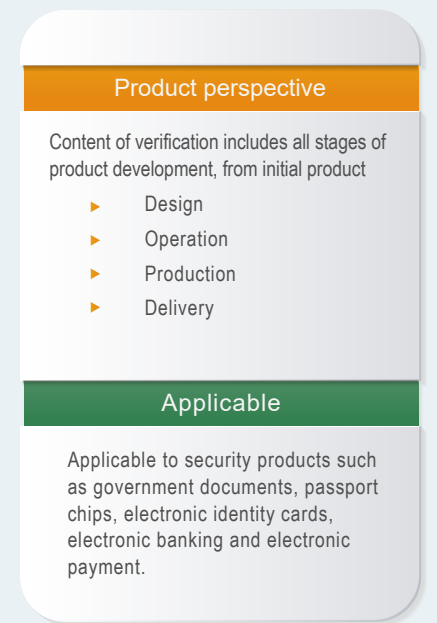 Product perspective
Content of verification includes all stages of
product development, from initial product
Design
Operation
Production
Delivery
Applicable
Applicable to security products such
as government documents, passport
chips, electronic identity cards,
electronic banking and electronic
payment.